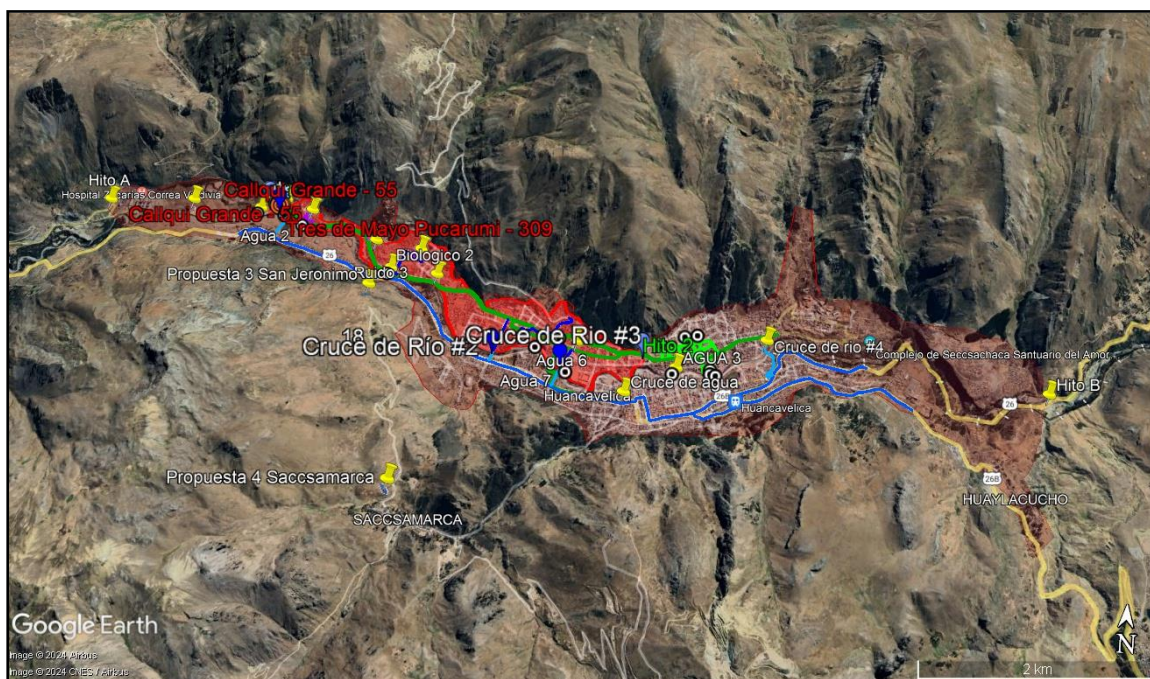 Hito A
Hospital Zacarias Correa Valdivia
Callqui Grande - 55
Callqui Grande - 55
Tres de Mayo Pucarumi - 309
Agua 2
26
Biologico 2
Ruido 3
Propuesta 3 San Jeronimo
18
Cruce de Río #2
Cruce de Rio #3
Hito 2
Cruce de rio #4
Agua 6
AGUA 3
Complejo de Seccsachaca Santuario del Amor...
Agua 7
Cruce de agua
Hito B
Huancavelica
26B
Huancavelica
26
Propuesta 4 Saccsamarca
26B
HUAYLACUCHO
SACCSAMARCA
Google Earth
Image © 2024 Airbus
Image © 2024 CNES / Airbus
N
2 km